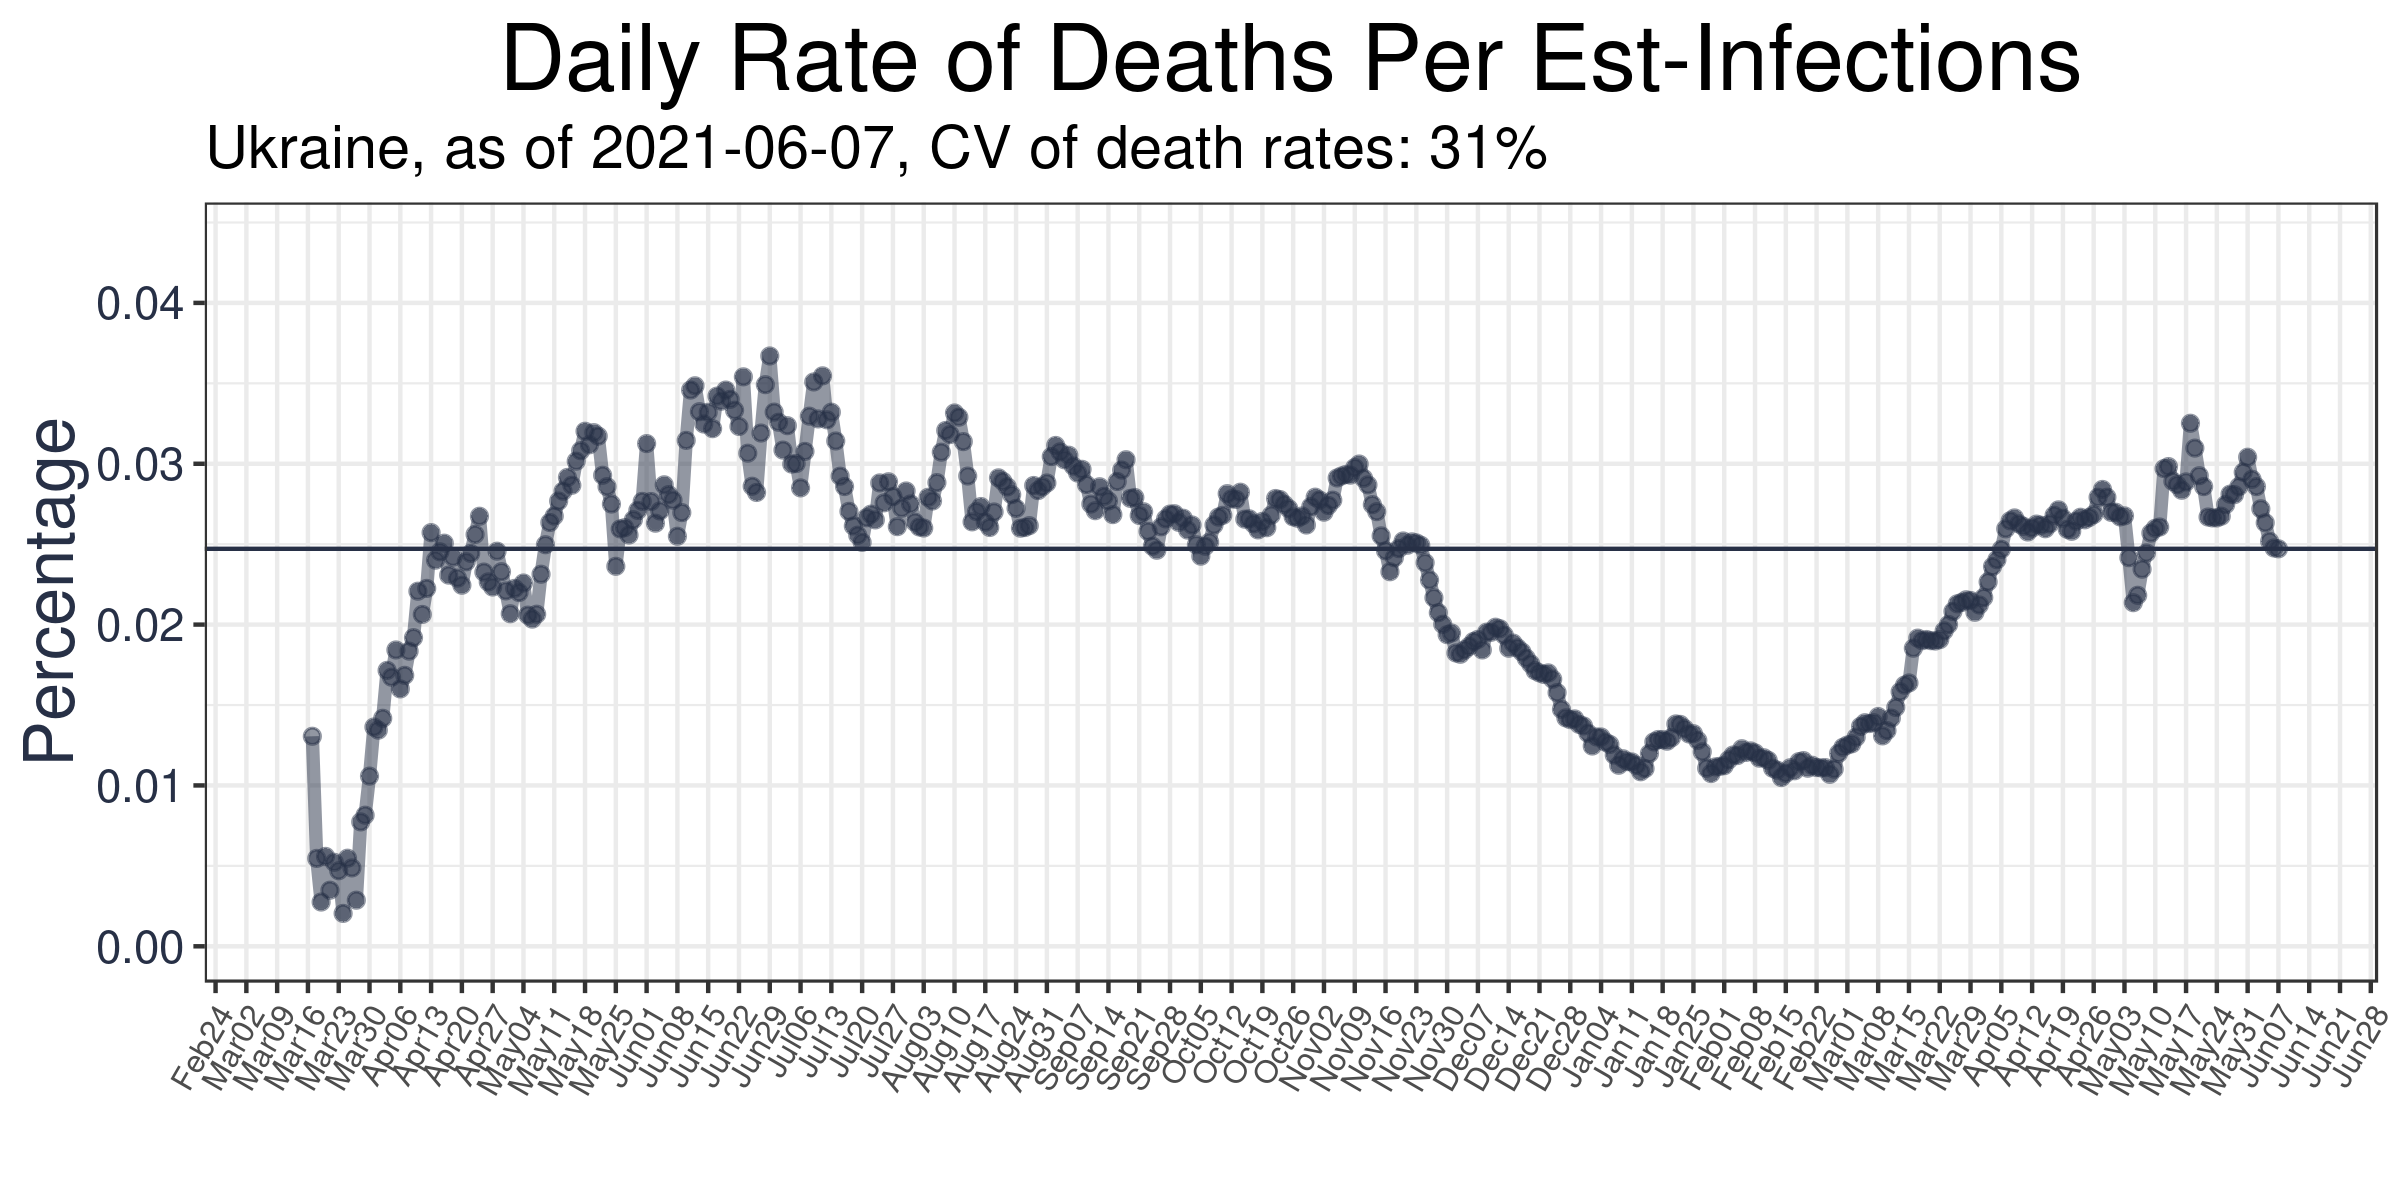 Daily Rate of Deaths Per Est-Infections
Ukraine, as of 2021-06-07, CV of death rates: 31%
Percentage
0.04
0.03
0.02
0.01
0.00
Feb24
Mar02
Mar09
Mar16
Mar23
Mar30
Apr06
Apr13
Apr20
Apr27
May04
May11
May18
May25
Jun01
Jun08
Jun15
Jun22
Jun29
Jul06
Jul13
Jul20
Jul27
Aug03
Aug10
Aug17
Aug24
Aug31
Sep07
Sep14
Sep21
Sep28
Oct05
Oct12
Oct19
Oct26
Nov02
Nov09
Nov16
Nov23
Nov30
Dec07
Dec14
Dec21
Dec28
Jan04
Jan11
Jan18
Jan25
Feb01
Feb08
Feb15
Feb22
Mar01
Mar08
Mar15
Mar22
Mar29
Apr05
Apr12
Apr19
Apr26
May03
May10
May17
May24
May31
Jun07
Jun14
Jun21
Jun28